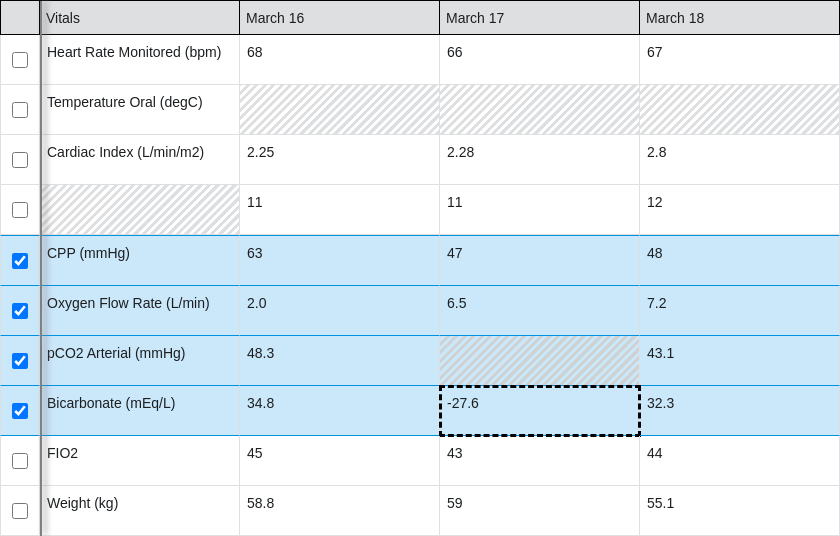 Vitals March 16 March 17 March 18
Heart Rate Monitored (bpm) 68 66 67
Temperature Oral (degC)
Cardiac Index (L/min/m2) 2.25 2.28 2.8
11 11 12
CPP (mmHg) 63 47 48
Oxygen Flow Rate (L/min) 2.0 6.5 7.2
pCO2 Arterial (mmHg) 48.3 43.1
Bicarbonate (mEq/L) 34.8 -27.6 32.3
FIO2 45 43 44
Weight (kg) 58.8 59 55.1